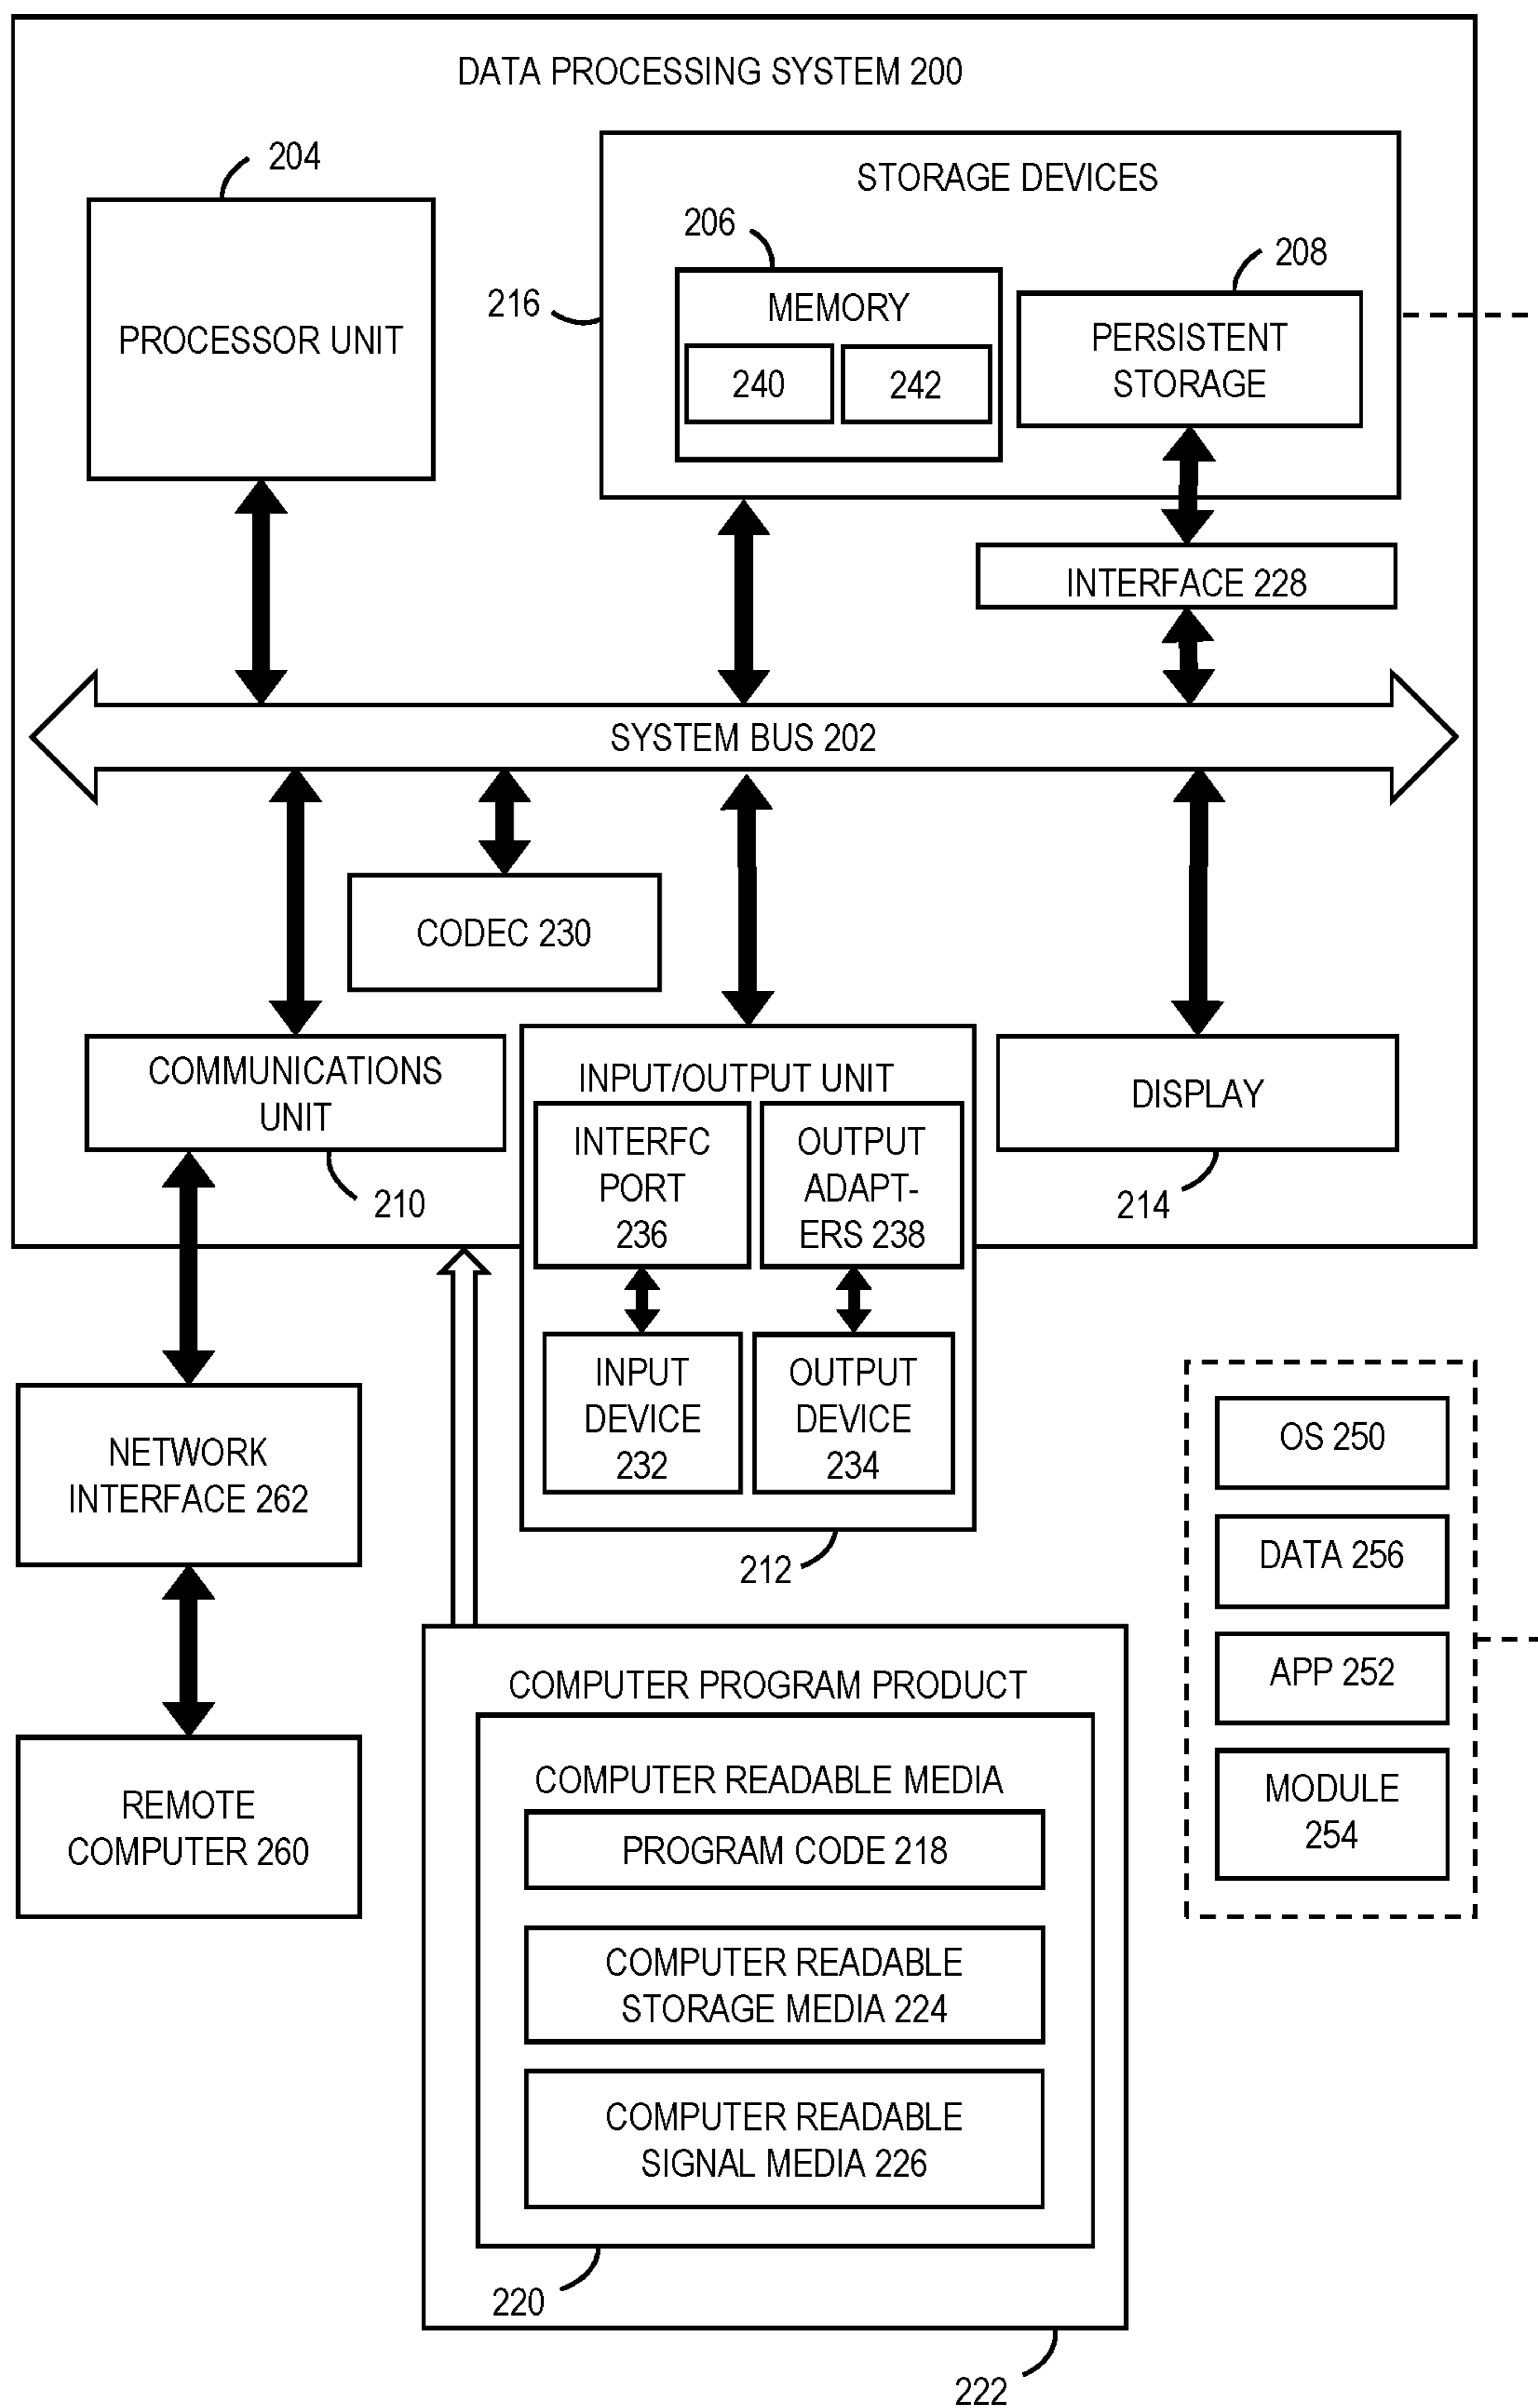 DATA PROCESSING SYSTEM 200
204
PROCESSOR UNIT
STORAGE DEVICES
206
208
216
MEMORY
240
242
PERSISTENT
STORAGE
INTERFACE 228
SYSTEM BUS 202
CODEC 230
COMMUNICATIONS
UNIT
210
INPUT/OUTPUT UNIT
INTERFC
PORT
236
OUTPUT
ADAPT-
ERS 238
DISPLAY
214
INPUT
DEVICE
232
OUTPUT
DEVICE
234
212
NETWORK
INTERFACE 262
REMOTE
COMPUTER 260
OS 250
DATA 256
APP 252
MODULE
254
COMPUTER PROGRAM PRODUCT
COMPUTER READABLE MEDIA
PROGRAM CODE 218
COMPUTER READABLE
STORAGE MEDIA 224
COMPUTER READABLE
SIGNAL MEDIA 226
220
222